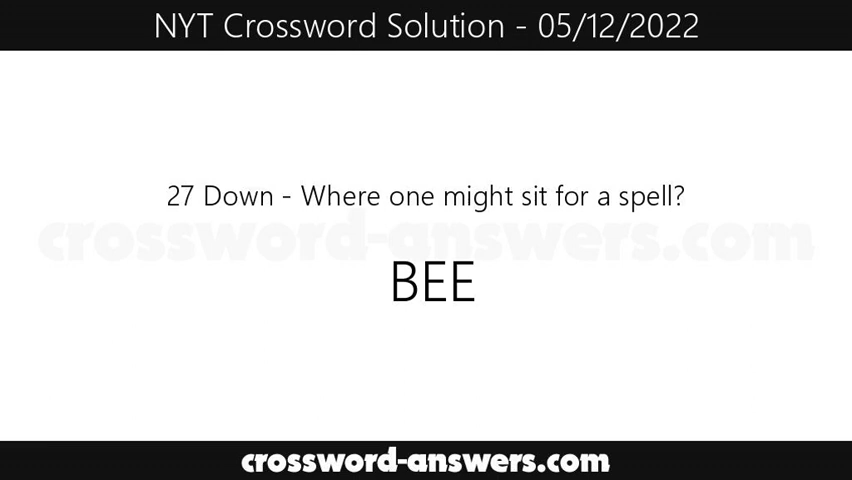 NYT Crossword Solution - 05/12/2022
27 Down - Where one might sit for a spell?
crossword-answers.com
BEE
crossword-answers.com